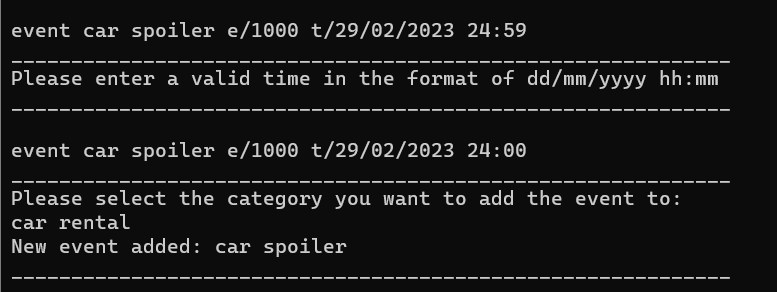 event car spoiler e/1000 t/29/02/2023 24:59
____________________________________________________________
Please enter a valid time in the format of dd/mm/yyyy hh:mm
____________________________________________________________
event car spoiler e/1000 t/29/02/2023 24:00
____________________________________________________________
Please select the category you want to add the event to:
car rental
New event added: car spoiler
____________________________________________________________